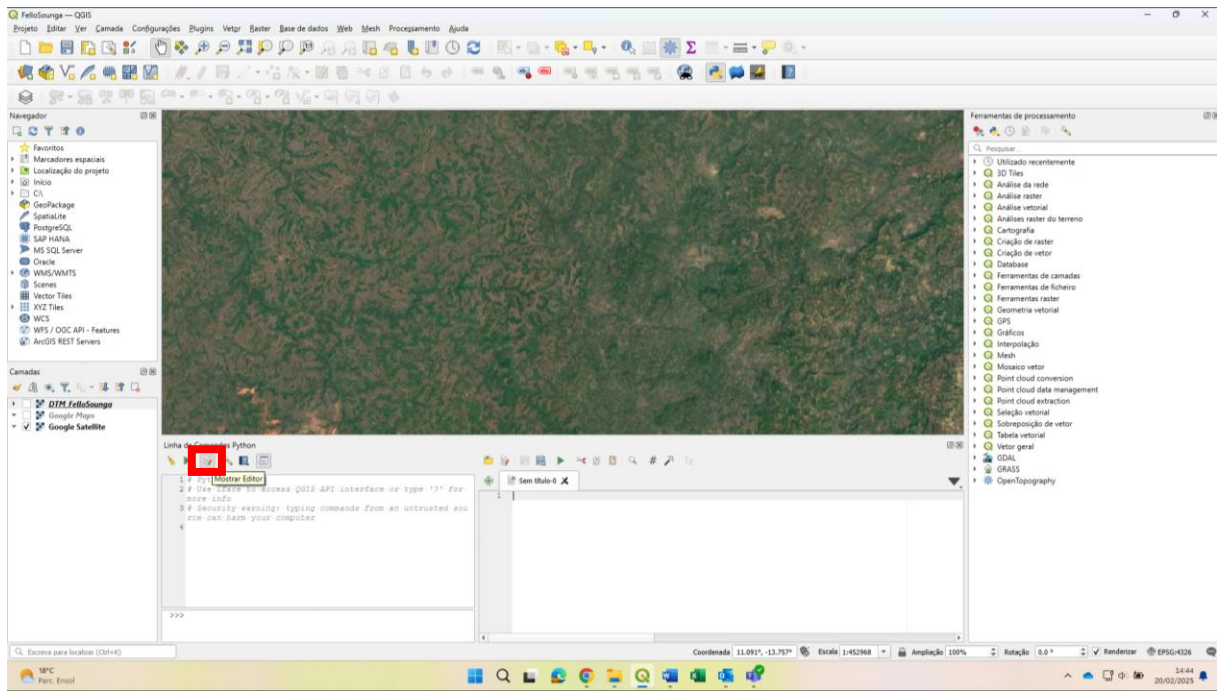 FelloSounga — QGIS
Projeto Editar Ver Camada Configurações Plugins Vetor Raster Base de dados Web Mesh Processamento Ajuda
Navegador
Favoritos
Marcadores espaciais
Localização do projeto
Início
C:\
GeoPackage
SpatiaLite
PostgreSQL
SAP HANA
MS SQL Server
Oracle
WMS/WMTS
Scenes
Vector Tiles
XYZ Tiles
WCS
WFS / OGC API - Features
ArcGIS REST Servers
Camadas
DTM_FelloSounga
Google Maps
Google Satellite
Linha de Comandos Python
Mostrar Editor
1 # Pyt
2 # Use iface to access QGIS API interface or type '?' for
more info
3 # Security warning: typing commands from an untrusted sou
rce can harm your computer
4
>>>
Sem título-0
1
Ferramentas de processamento
Pesquisar...
Utilizado recentemente
3D Tiles
Análise da rede
Análise raster
Análise vetorial
Análises raster do terreno
Cartografia
Criação de raster
Criação de vetor
Database
Ferramentas de camadas
Ferramentas de ficheiro
Ferramentas raster
Geometria vetorial
GPS
Gráficos
Interpolação
Mesh
Mosaico vetor
Point cloud conversion
Point cloud data management
Point cloud extraction
Seleção vetorial
Sobreposição de vetor
Tabela vetorial
Vetor geral
GDAL
GRASS
OpenTopography
Escreva para localizar (Ctrl+K)
Coordenada 11.091°, -13.757° Escala 1:452968 Ampliação 100% Rotação 0.0 ° Renderizar EPSG:4326
18°C
Parc. Ensol
14:44
20/02/2025